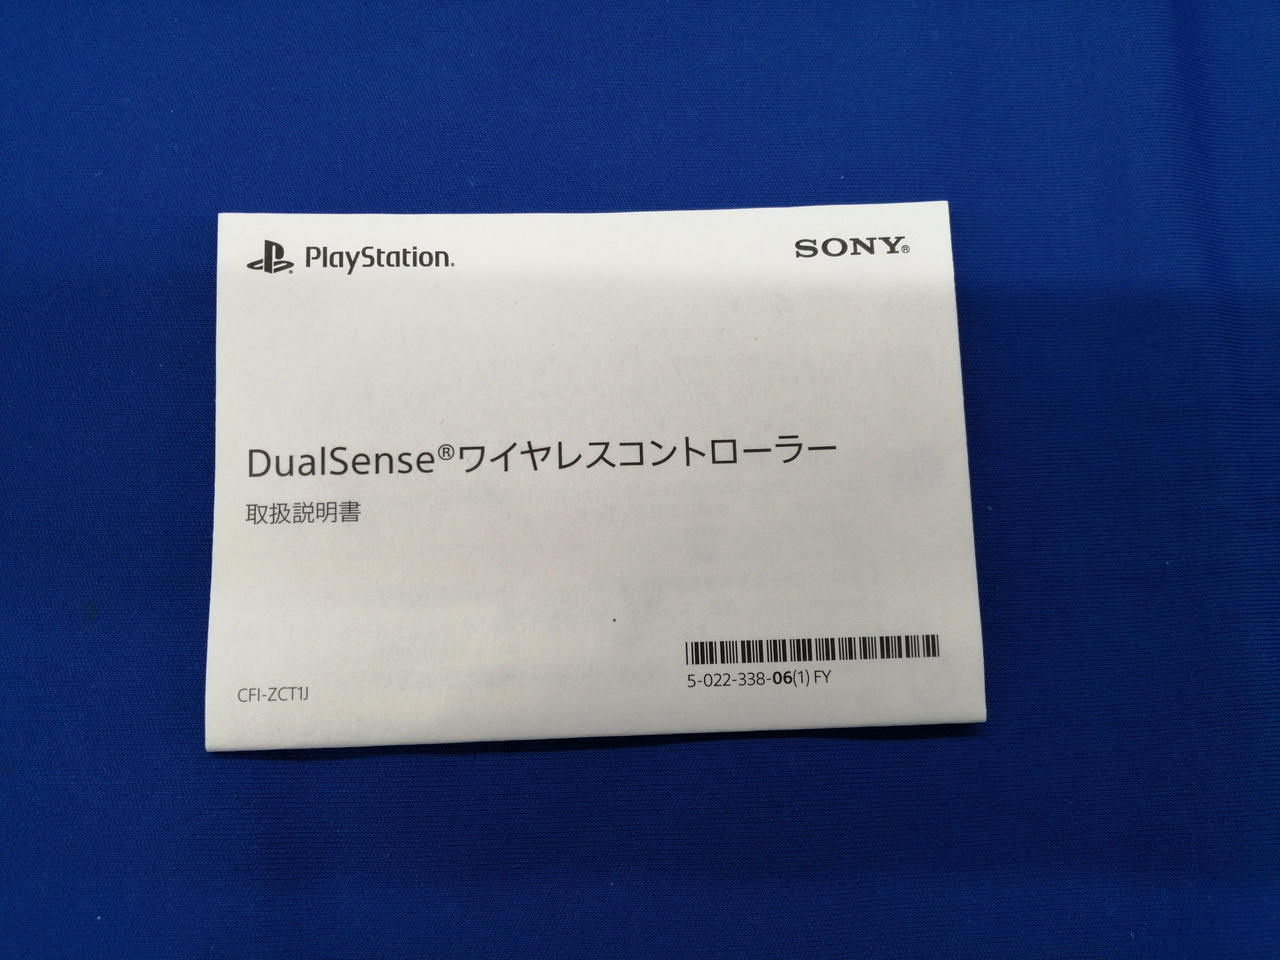 PlayStation®
SONY®
DualSense®ワイヤレスコントローラー
取扱説明書
5-022-338-06(1) FY
CFI-ZCT1J